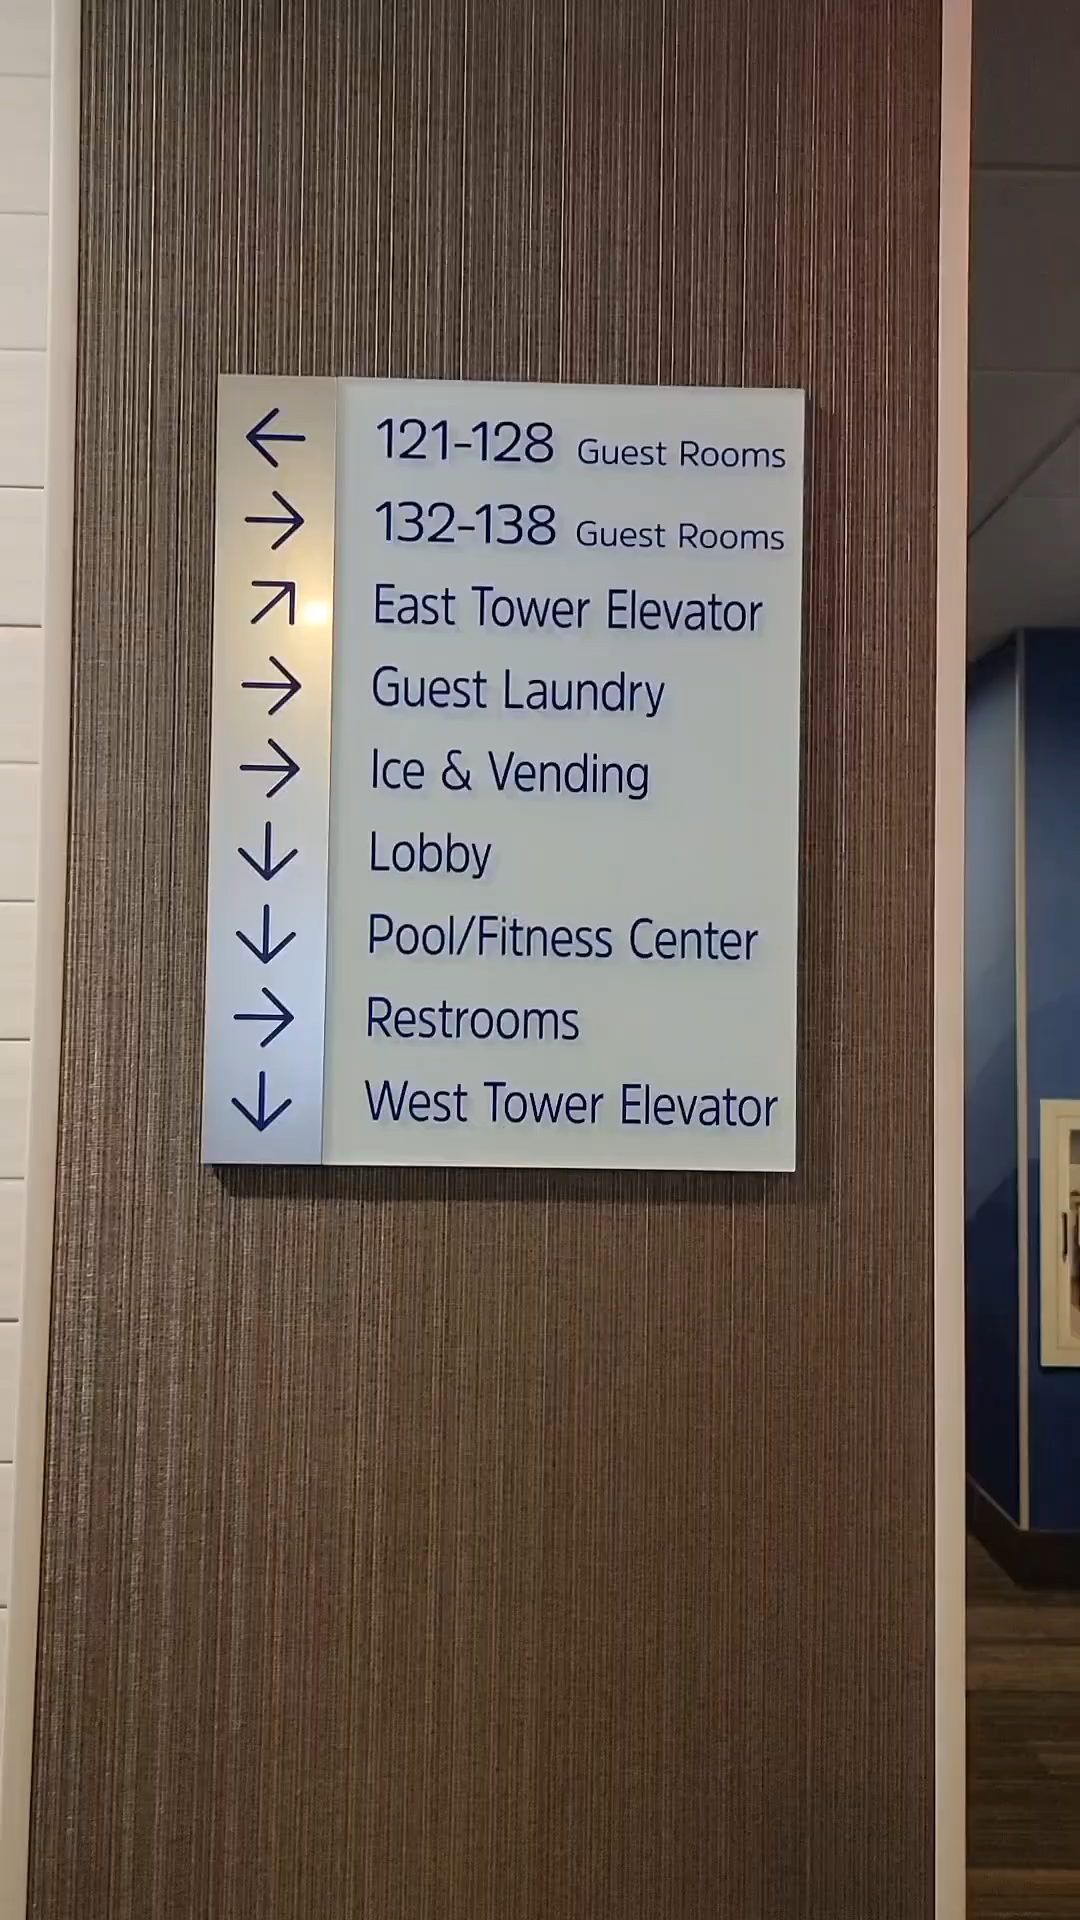 ← 121-128 Guest Rooms
→ 132-138 Guest Rooms
↗ East Tower Elevator
→ Guest Laundry
→ Ice & Vending
↓ Lobby
↓ Pool/Fitness Center
→ Restrooms
↓ West Tower Elevator